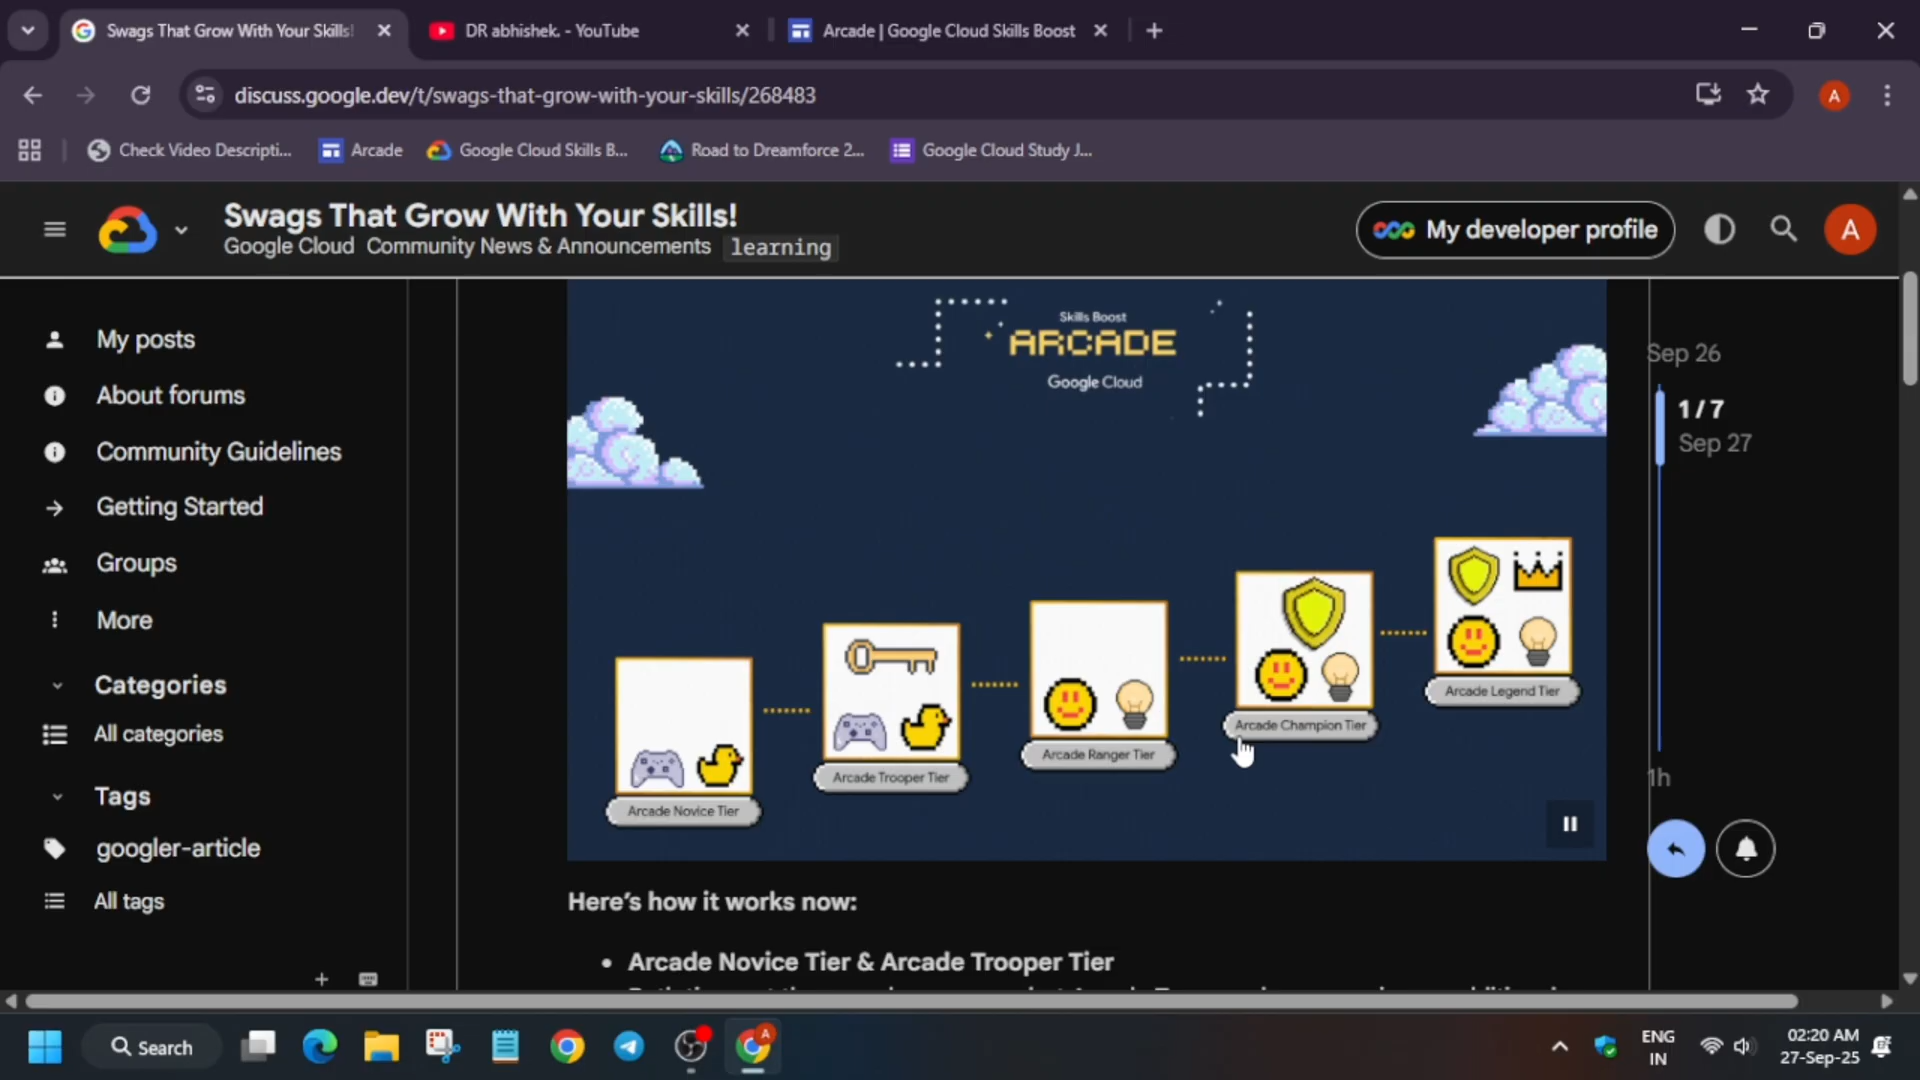 Swags That Grow With Your Skills!
DR abhishek. - YouTube
Arcade | Google Cloud Skills Boost
discuss.google.dev/t/swags-that-grow-with-your-skills/268483
A
Check Video Descripti...
Arcade
Google Cloud Skills B...
Road to Dreamforce 2...
Google Cloud Study J...
Swags That Grow With Your Skills!
Google Cloud Community News & Announcements learning
My developer profile
A
My posts
About forums
Community Guidelines
Getting Started
Groups
More
Categories
All categories
Tags
googler-article
All tags
Skills Boost
ARCADE
Google Cloud
Arcade Novice Tier
Arcade Trooper Tier
Arcade Ranger Tier
Arcade Champion Tier
Arcade Legend Tier
Sep 26
1 / 7
Sep 27
1h
Here's how it works now:
• Arcade Novice Tier & Arcade Trooper Tier
Search
A
ENG
IN
02:20 AM
27-Sep-25